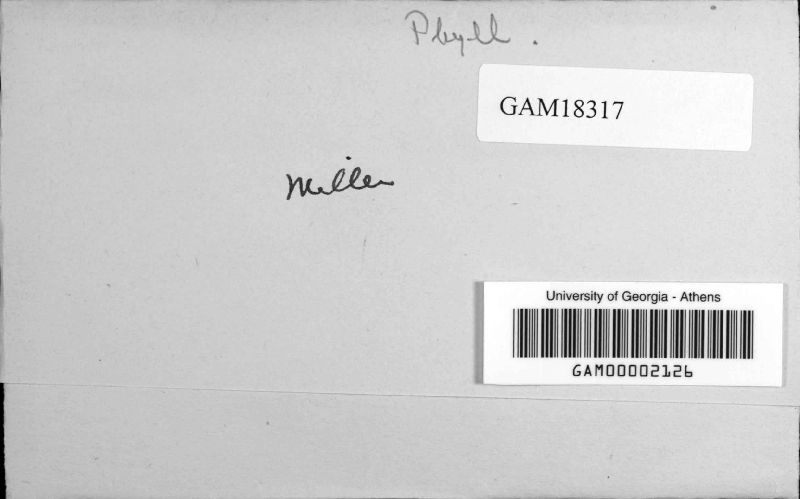 Phyll.
GAM18317
Miller
University of Georgia - Athens
GAM00002126